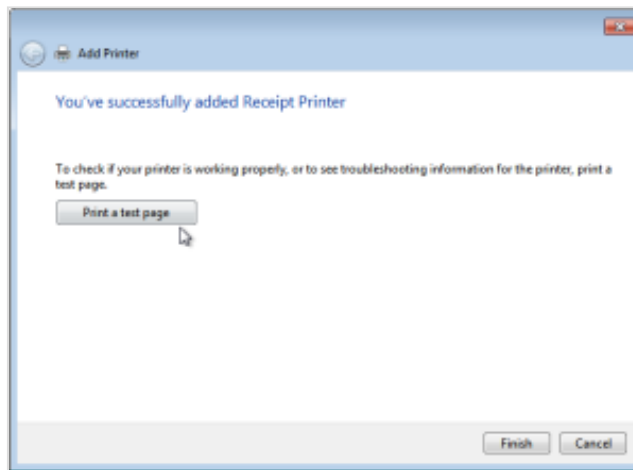 Add Printer
You've successfully added Receipt Printer
To check if your printer is working properly, or to see troubleshooting information for the printer, print a
test page.
Print a test page
Finish
Cancel